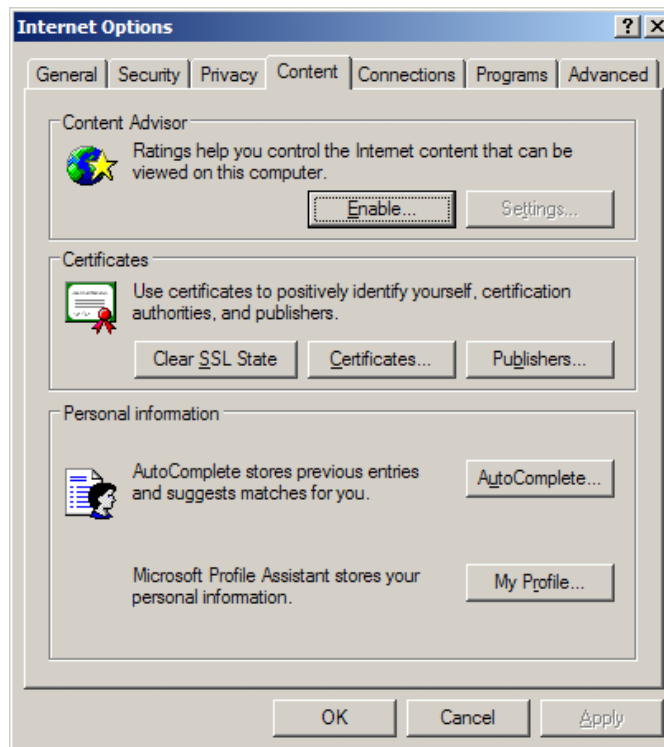 Internet Options
General Security Privacy Content Connections Programs Advanced
Content Advisor
Ratings help you control the Internet content that can be
viewed on this computer.
Enable... Settings...
Certificates
Use certificates to positively identify yourself, certification
authorities, and publishers.
Clear SSL State Certificates... Publishers...
Personal information
AutoComplete stores previous entries
and suggests matches for you.
AutoComplete...
Microsoft Profile Assistant stores your
personal information.
My Profile...
OK Cancel Apply